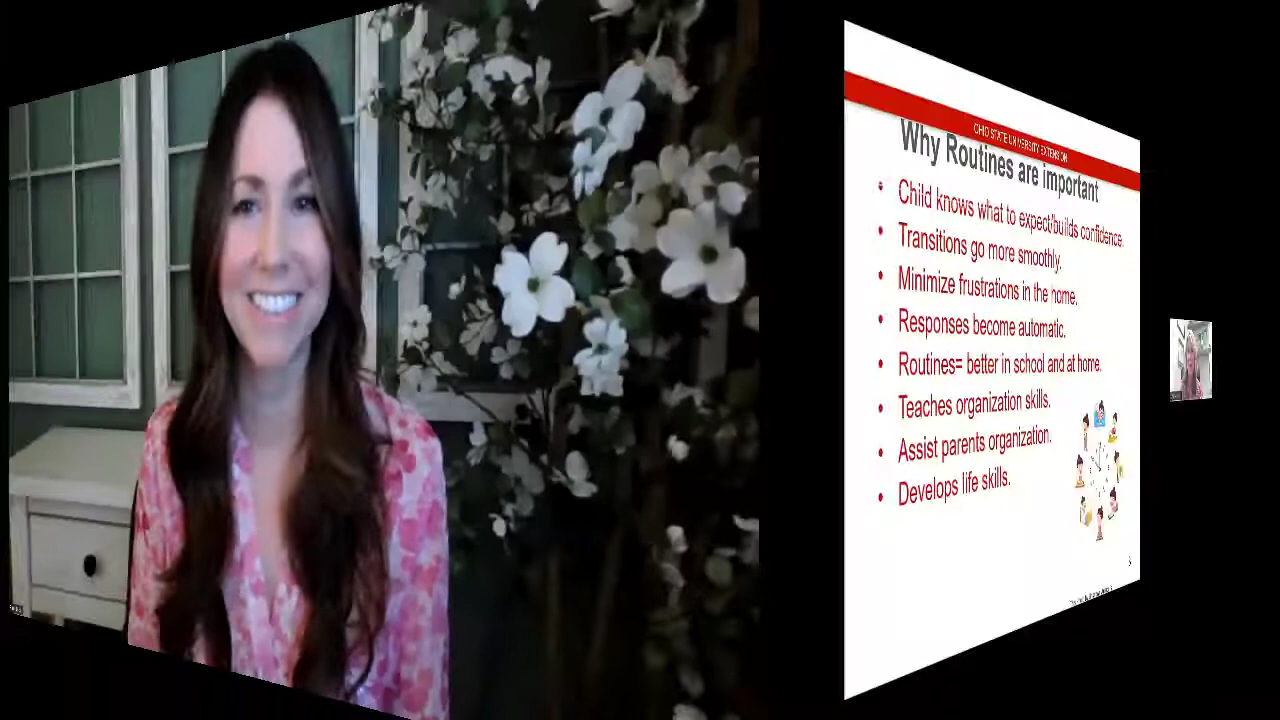 OHIO STATE UNIVERSITY EXTENSION
Why Routines are important
• Child knows what to expect/builds confidence.
• Transitions go more smoothly.
• Minimize frustrations in the home.
• Responses become automatic.
• Routines= better in school and at home.
• Teaches organization skills.
• Assist parents organization.
• Develops life skills.